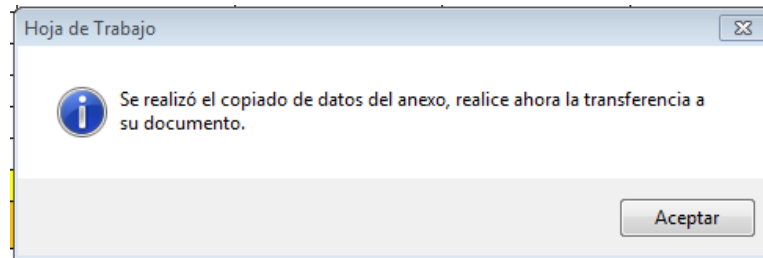 Hoja de Trabajo
Se realizó el copiado de datos del anexo, realice ahora la transferencia a
su documento.
Aceptar